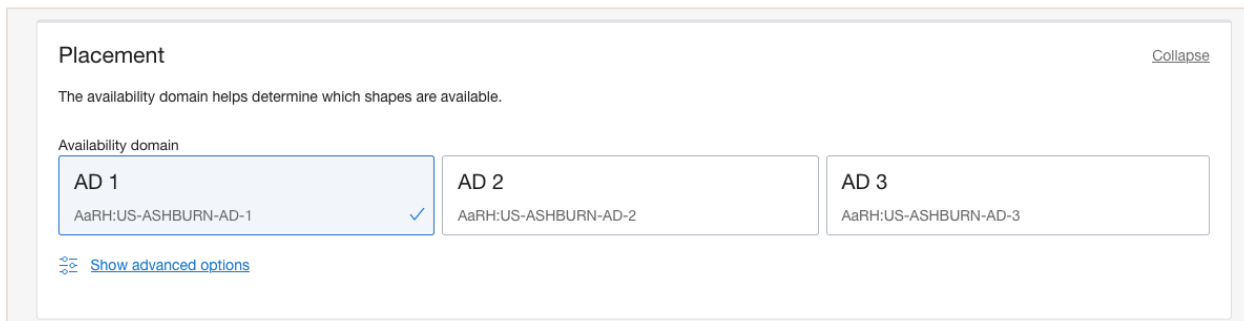 Placement
Collapse
The availability domain helps determine which shapes are available.
Availability domain
AD 1
AaRH:US-ASHBURN-AD-1
AD 2
AaRH:US-ASHBURN-AD-2
AD 3
AaRH:US-ASHBURN-AD-3
Show advanced options